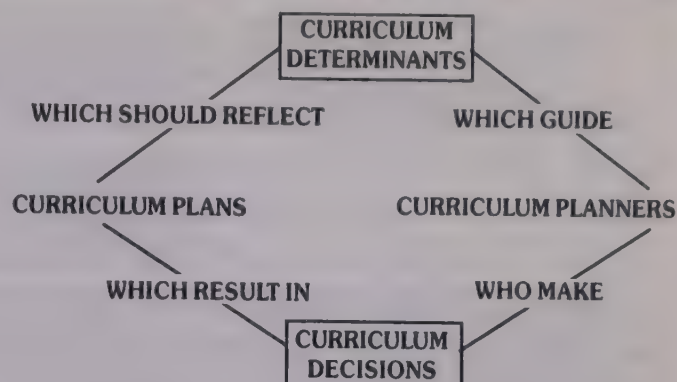 CURRICULUM
DETERMINANTS
WHICH SHOULD REFLECT
WHICH GUIDE
CURRICULUM PLANS
CURRICULUM PLANNERS
WHICH RESULT IN
WHO MAKE
CURRICULUM
DECISIONS